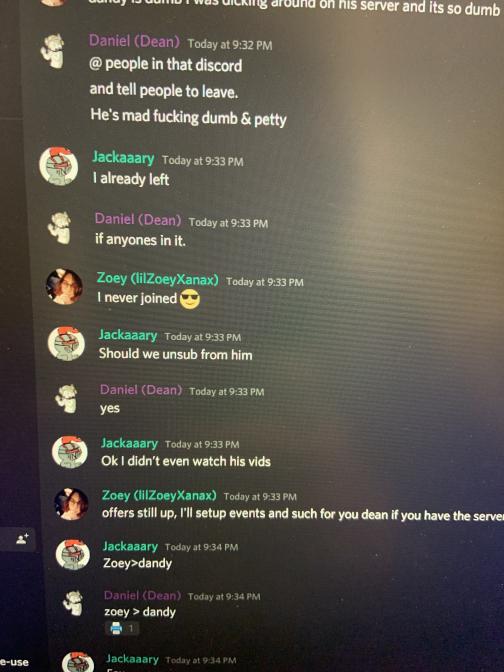 dandy is dumb I was dicking around on his server and its so dumb
Daniel (Dean) Today at 9:32 PM
@ people in that discord
and tell people to leave.
He's mad fucking dumb & petty
Jackaaary Today at 9:33 PM
I already left
Daniel (Dean) Today at 9:33 PM
if anyones in it.
Zoey (lilZoeyXanax) Today at 9:33 PM
I never joined 😎
Jackaaary Today at 9:33 PM
Should we unsub from him
Daniel (Dean) Today at 9:33 PM
yes
Jackaaary Today at 9:33 PM
Ok I didn't even watch his vids
Zoey (lilZoeyXanax) Today at 9:33 PM
offers still up, I'll setup events and such for you dean if you have the server
Jackaaary Today at 9:34 PM
Zoey>dandy
Daniel (Dean) Today at 9:34 PM
zoey > dandy
1
e-use
Jackaaary Today at 9:34 PM